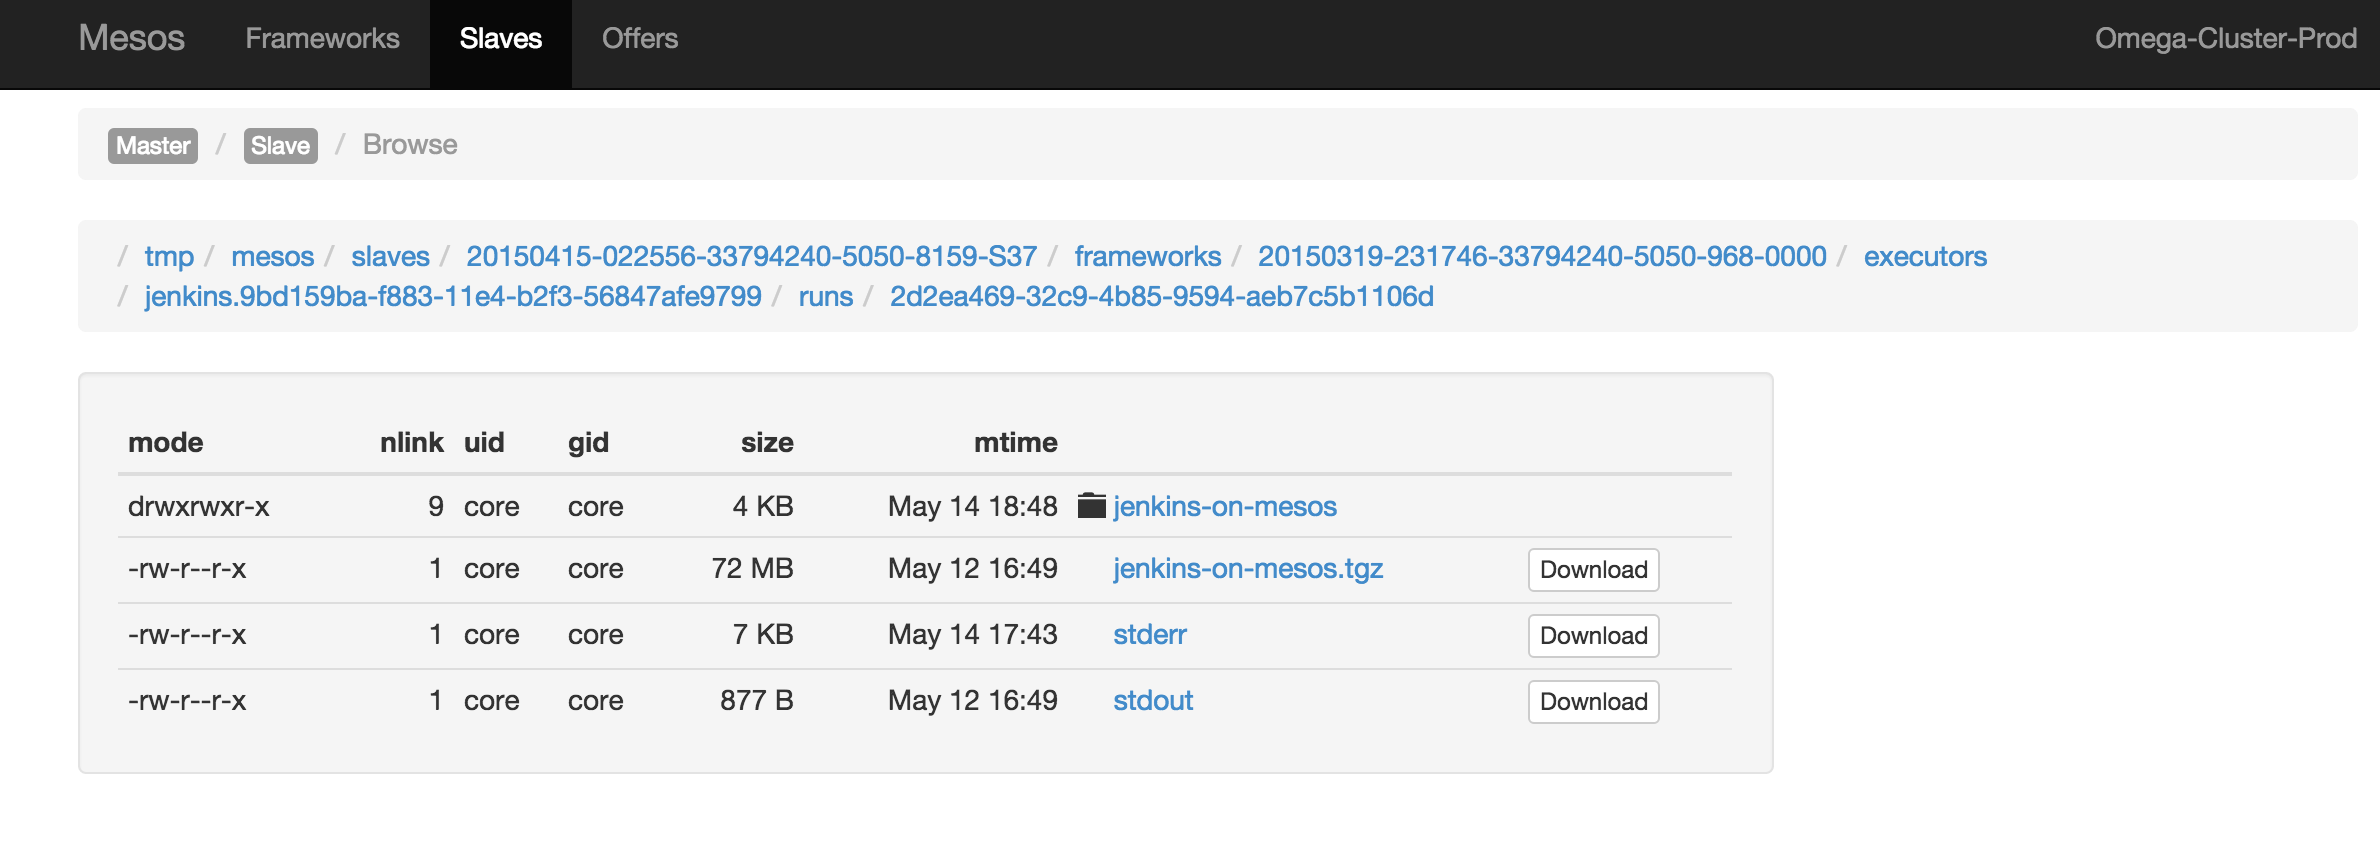 Mesos Frameworks Slaves Offers Omega-Cluster-Prod
Master / Slave / Browse
/ tmp / mesos / slaves / 20150415-022556-33794240-5050-8159-S37 / frameworks / 20150319-231746-33794240-5050-968-0000 / executors
/ jenkins.9bd159ba-f883-11e4-b2f3-56847afe9799 / runs / 2d2ea469-32c9-4b85-9594-aeb7c5b1106d
mode nlink uid gid size mtime
drwxrwxr-x 9 core core 4 KB May 14 18:48 jenkins-on-mesos
-rw-r--r-x 1 core core 72 MB May 12 16:49 jenkins-on-mesos.tgz Download
-rw-r--r-x 1 core core 7 KB May 14 17:43 stderr Download
-rw-r--r-x 1 core core 877 B May 12 16:49 stdout Download